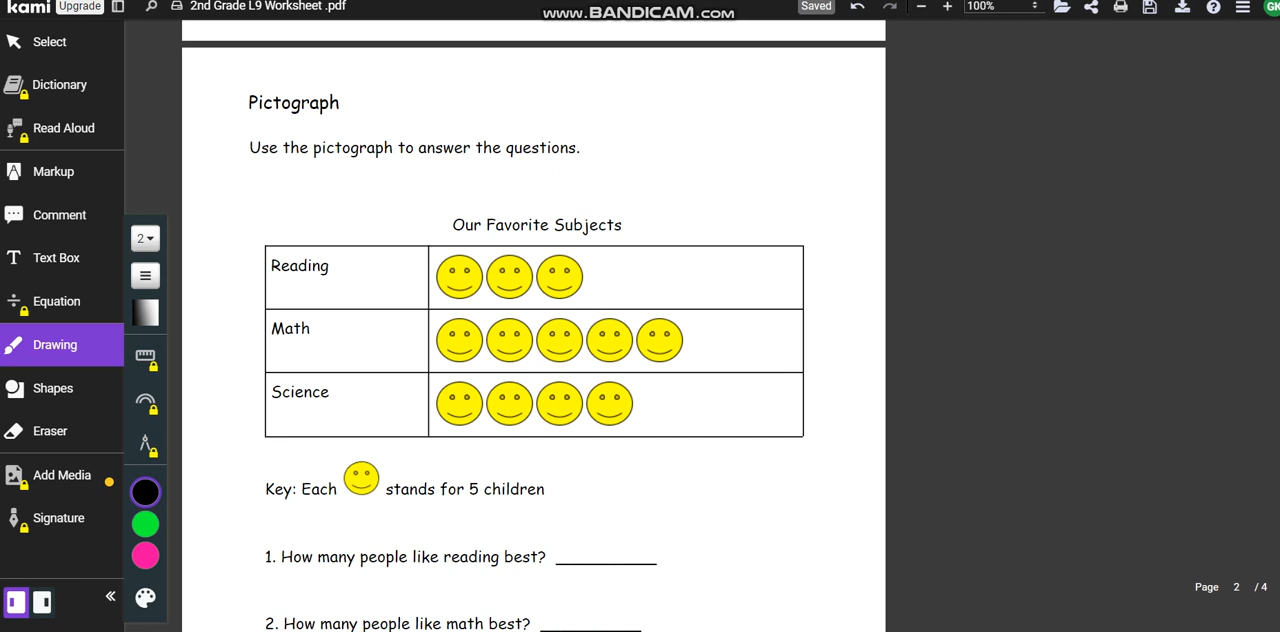 kami Upgrade 2nd Grade L9 Worksheet .pdf www.BANDICAM.com Saved 100% GK
Select
Dictionary
Read Aloud
Markup
Comment
Text Box
Equation
Drawing
Shapes
Eraser
Add Media
Signature
2
Pictograph
Use the pictograph to answer the questions.
Our Favorite Subjects
Reading
Math
Science
Key: Each stands for 5 children
1. How many people like reading best? __________
2. How many people like math best? __________
Page 2 / 4